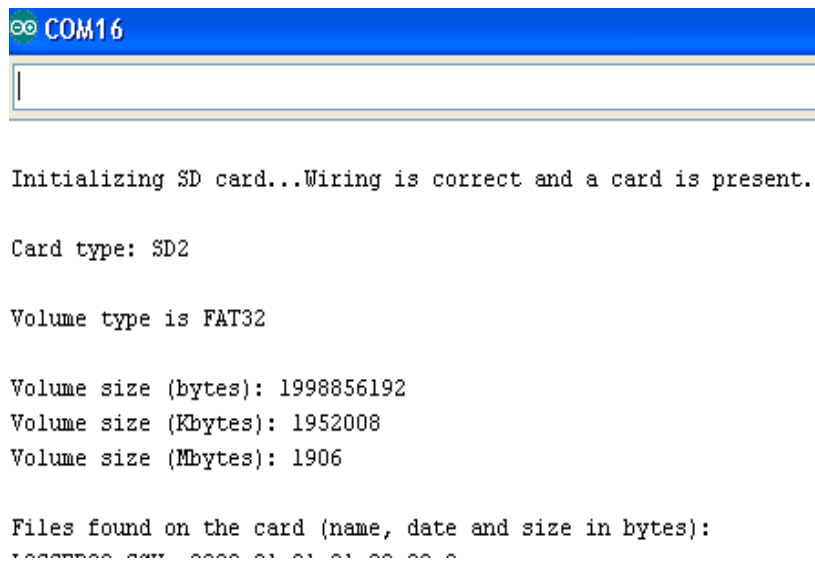 COM16
Initializing SD card...Wiring is correct and a card is present.
Card type: SD2
Volume type is FAT32
Volume size (bytes): 1998856192
Volume size (Kbytes): 1952008
Volume size (Mbytes): 1906
Files found on the card (name, date and size in bytes):